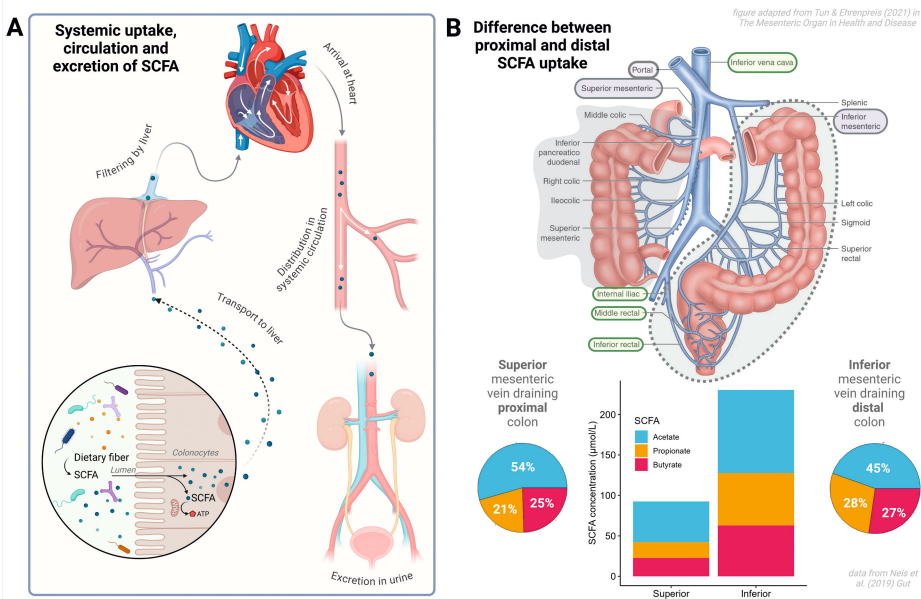 A
Systemic uptake,
circulation and
excretion of SCFA
Arrival at heart
Filtering by liver
Distribution in
systemic circulation
Transport to liver
Dietary fiber
SCFA
Lumen
Colonocytes
SCFA
ATP
Excretion in urine
B
Difference between
proximal and distal
SCFA uptake
figure adapted from Tun & Ehrenpreis (2021) in
The Mesenteric Organ in Health and Disease
Portal
Inferior vena cava
Superior mesenteric
Splenic
Middle colic
Inferior
mesenteric
Inferior
pancreatico
duodenal
Right colic
Ileocolic
Left colic
Sigmoid
Superior
mesenteric
Superior
rectal
Internal iliac
Middle rectal
Inferior rectal
Superior
mesenteric
vein draining
proximal
colon
54%
21%
25%
SCFA concentration (µmol/L)
200
150
100
50
0
SCFA
Acetate
Propionate
Butyrate
Superior
Inferior
Inferior
mesenteric
vein draining
distal
colon
45%
28%
27%
data from Neis et
al. (2019) Gut